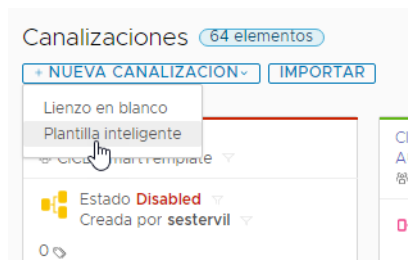 Canalizaciones 64 elementos
+ NUEVA CANALIZACIÓN IMPORTAR
Lienzo en blanco
Plantilla inteligente
Estado Disabled
Creada por sestervil
0